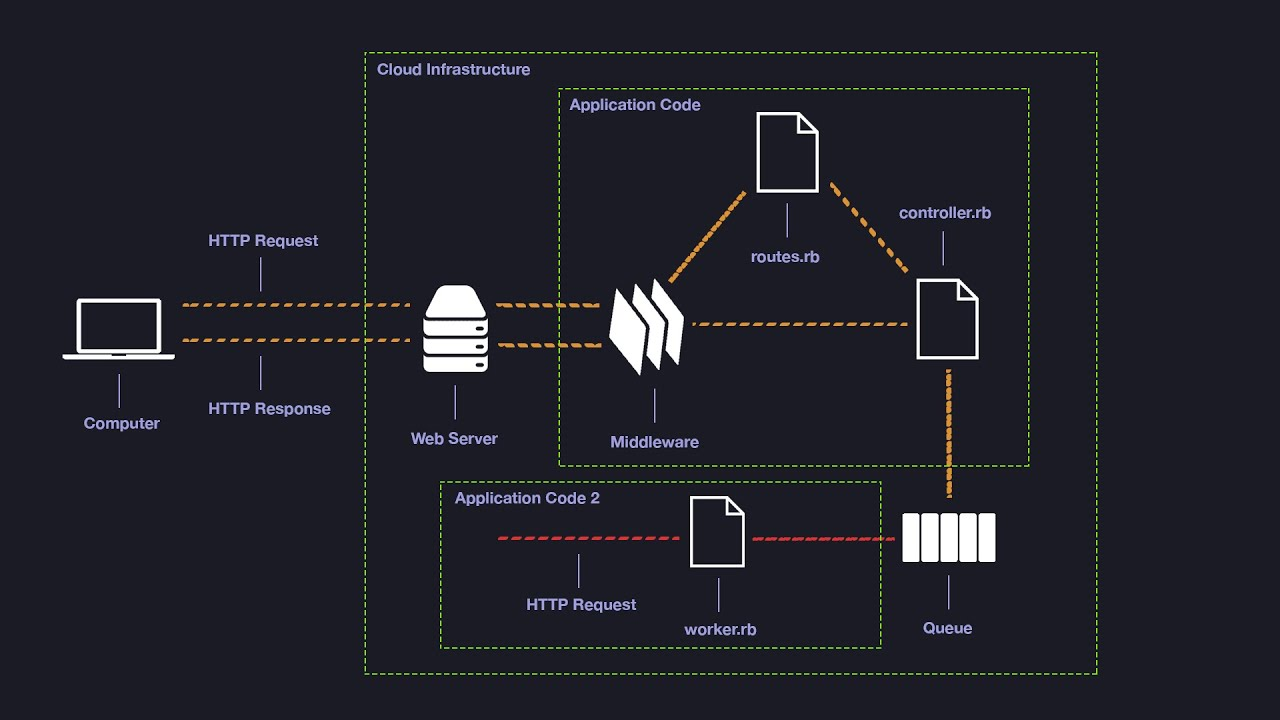 Cloud Infrastructure
Application Code
controller.rb
HTTP Request
routes.rb
HTTP Response
Computer
Web Server
Middleware
Application Code 2
HTTP Request
worker.rb
Queue